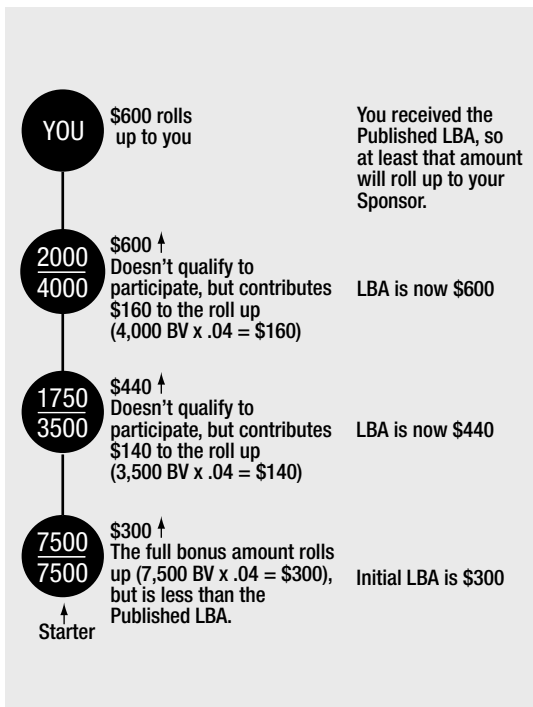 YOU
$600 rolls
up to you
You received the
Published LBA, so
at least that amount
will roll up to your
Sponsor.
2000
4000
$600 ↑
Doesn't qualify to
participate, but contributes
$160 to the roll up
(4,000 BV x .04 = $160)
LBA is now $600
1750
3500
$440 ↑
Doesn't qualify to
participate, but contributes
$140 to the roll up
(3,500 BV x .04 = $140)
LBA is now $440
7500
7500
$300 ↑
The full bonus amount rolls
up (7,500 BV x .04 = $300),
but is less than the
Published LBA.
Initial LBA is $300
↑
Starter